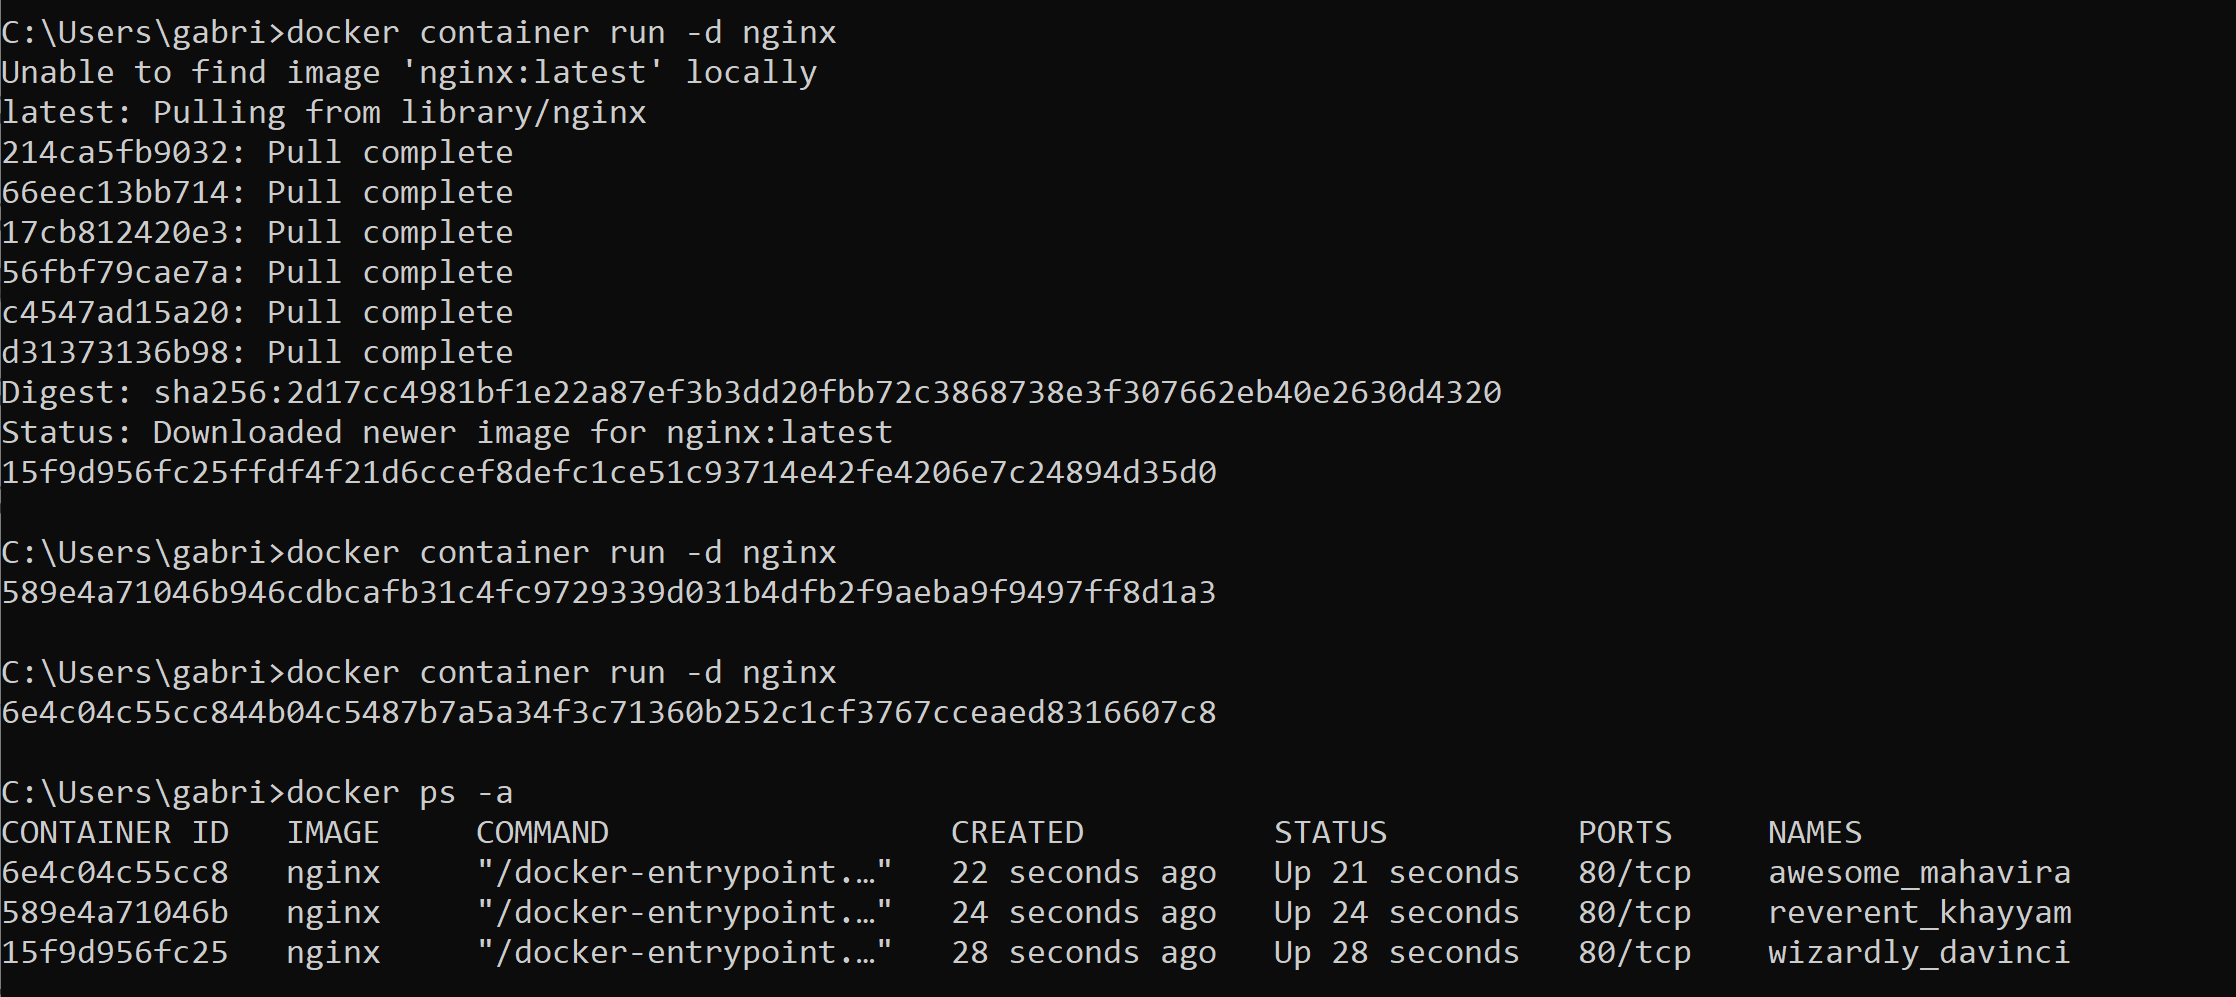 C:\Users\gabri>docker container run -d nginx
Unable to find image 'nginx:latest' locally
latest: Pulling from library/nginx
214ca5fb9032: Pull complete
66eec13bb714: Pull complete
17cb812420e3: Pull complete
56fbf79cae7a: Pull complete
c4547ad15a20: Pull complete
d31373136b98: Pull complete
Digest: sha256:2d17cc4981bf1e22a87ef3b3dd20fbb72c3868738e3f307662eb40e2630d4320
Status: Downloaded newer image for nginx:latest
15f9d956fc25ffdf4f21d6ccef8defc1ce51c93714e42fe4206e7c24894d35d0
C:\Users\gabri>docker container run -d nginx
589e4a71046b946cdbcafb31c4fc9729339d031b4dfb2f9aeba9f9497ff8d1a3
C:\Users\gabri>docker container run -d nginx
6e4c04c55cc844b04c5487b7a5a34f3c71360b252c1cf3767cceaed8316607c8
C:\Users\gabri>docker ps -a
CONTAINER ID   IMAGE     COMMAND                  CREATED          STATUS          PORTS     NAMES
6e4c04c55cc8   nginx     "/docker-entrypoint.…"   22 seconds ago   Up 21 seconds   80/tcp    awesome_mahavira
589e4a71046b   nginx     "/docker-entrypoint.…"   24 seconds ago   Up 24 seconds   80/tcp    reverent_khayyam
15f9d956fc25   nginx     "/docker-entrypoint.…"   28 seconds ago   Up 28 seconds   80/tcp    wizardly_davinci